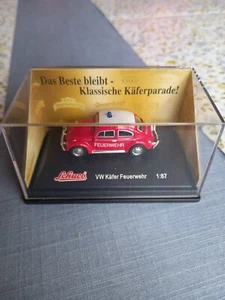 Das Beste bleibt -
Klassische Käferparade!
FEUERWEHR
Schuco VW Käfer Feuerwehr 1:87